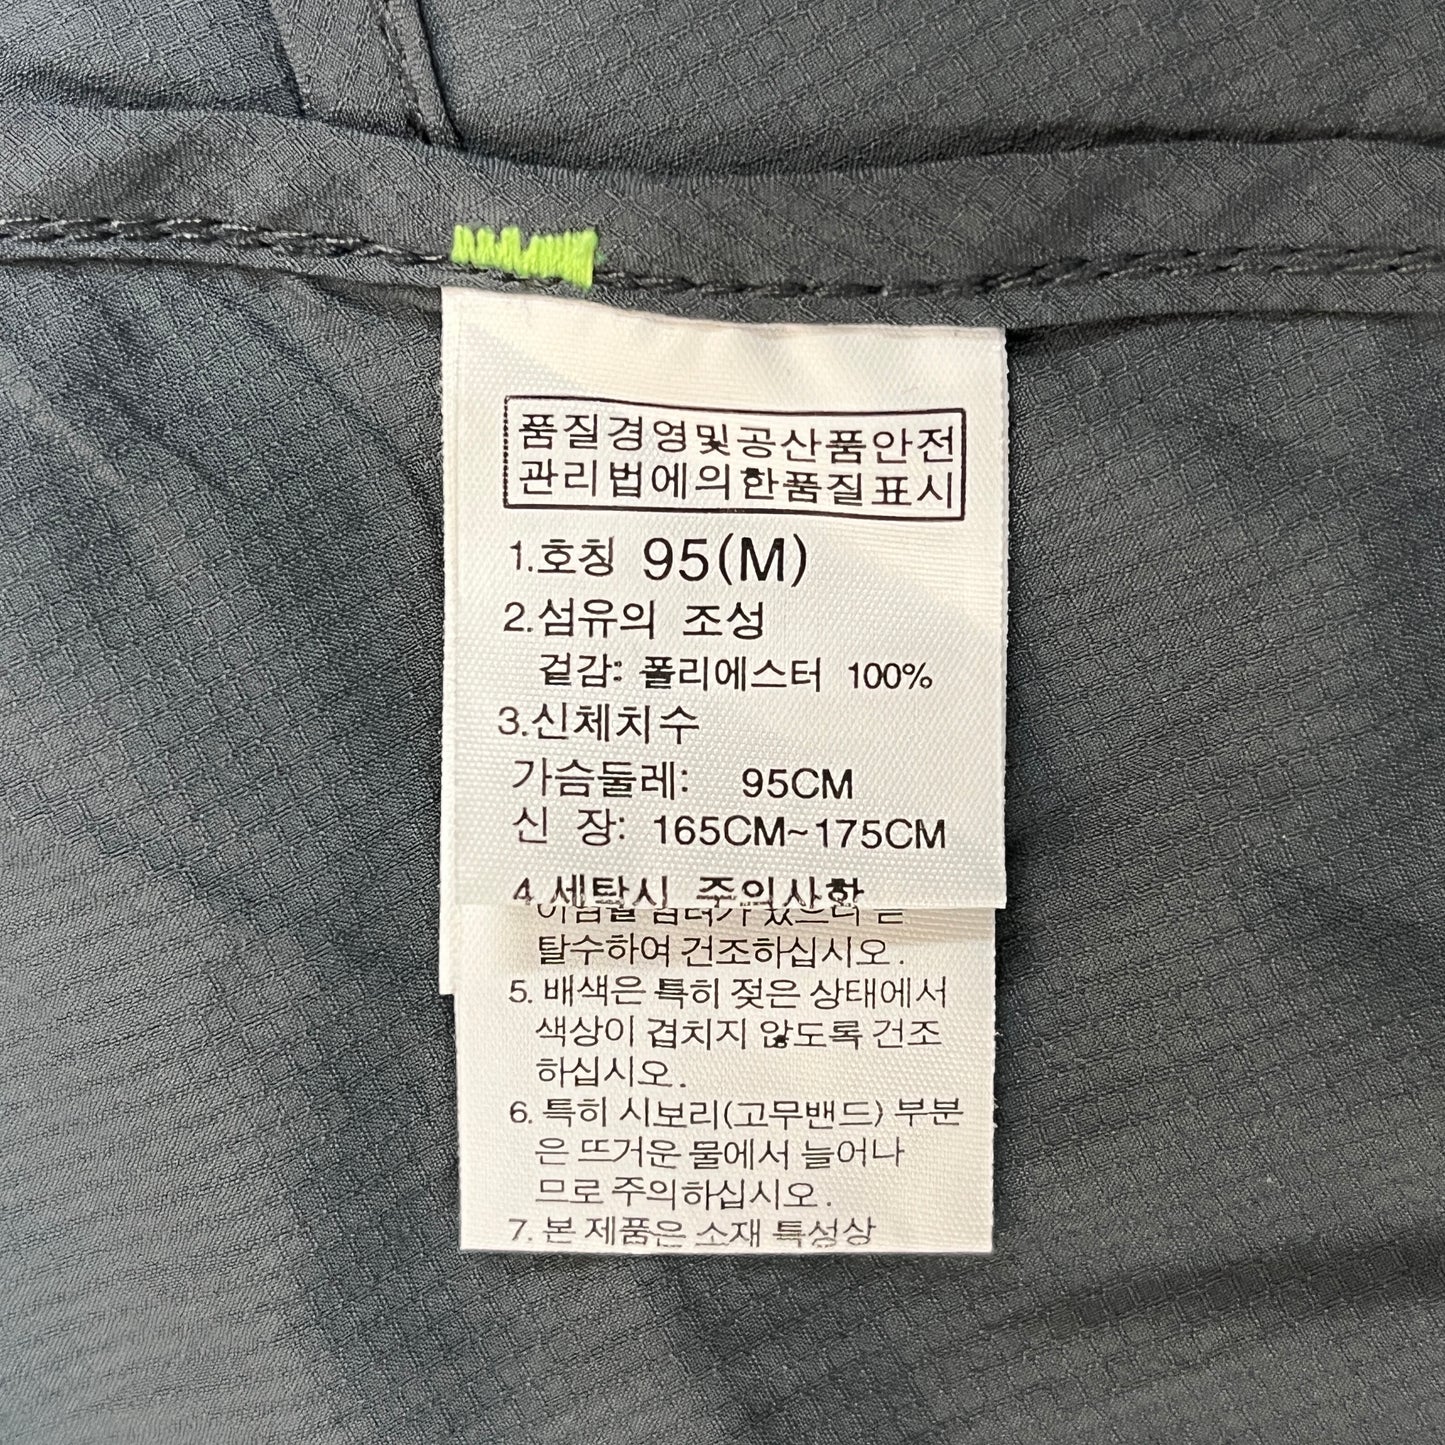 품질경영및공산품안전
관리법에의한품질표시
1.호칭 95(M)
2.섬유의 조성
겉감: 폴리에스터 100%
3.신체치수
가슴둘레: 95CM
신 장: 165CM~175CM
4.세탁시 주의사항
탈수하여 건조하십시오.
5. 배색은 특히 젖은 상태에서
색상이 겹치지 않도록 건조
하십시오.
6. 특히 시보리(고무밴드) 부분
은 뜨거운 물에서 늘어나
므로 주의하십시오.
7. 본 제품은 소재 특성상